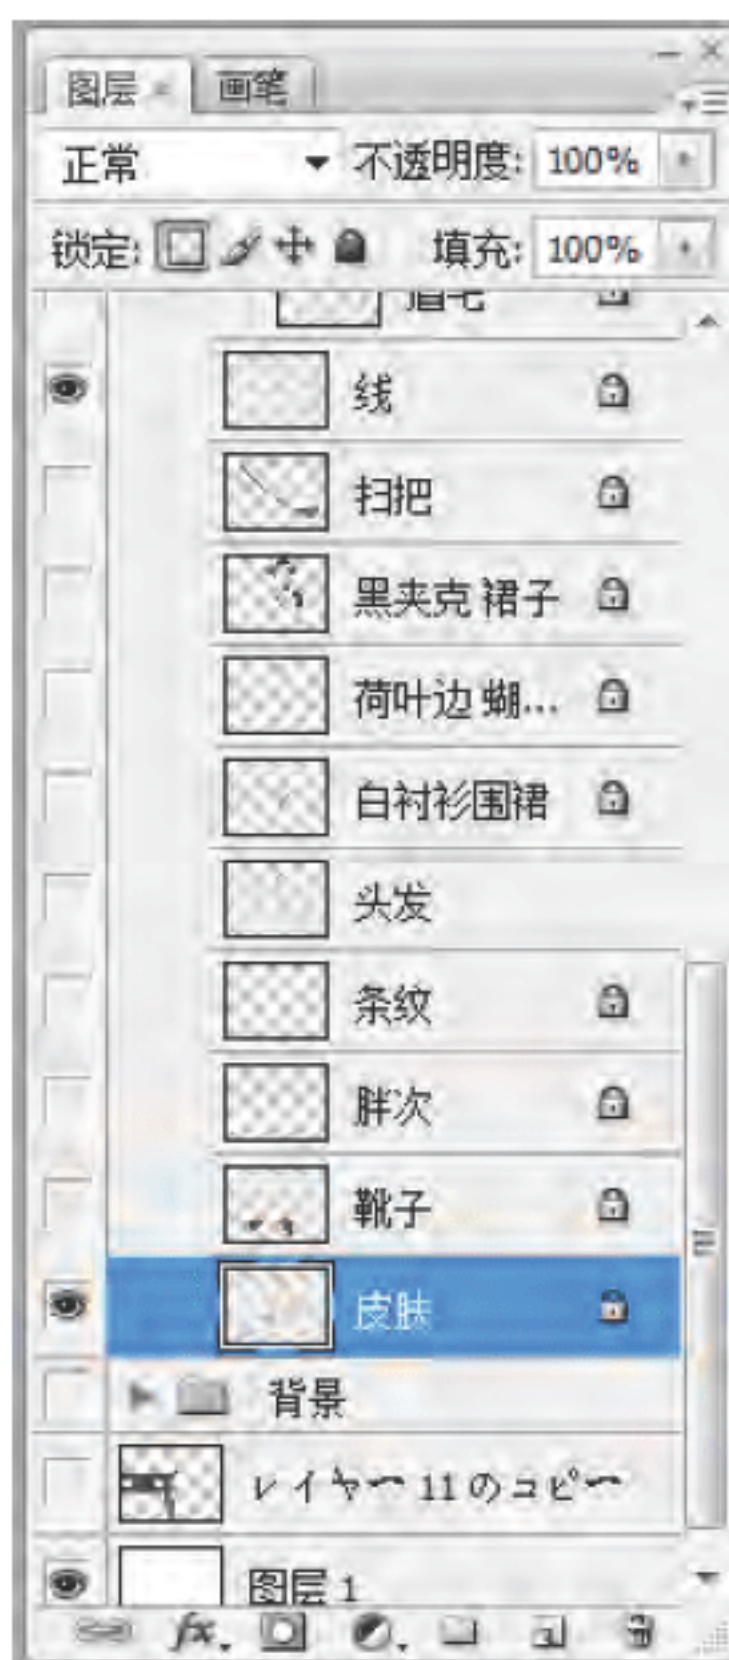 图层 × 画笔
正常 不透明度: 100%
锁定: 填充: 100%
眉毛
线
扫把
黑夹克 裙子
荷叶边 蝴...
白衬衫围裙
头发
条纹
胖次
靴子
皮肤
背景
レイヤー 11 のコピー
图层 1
fx.